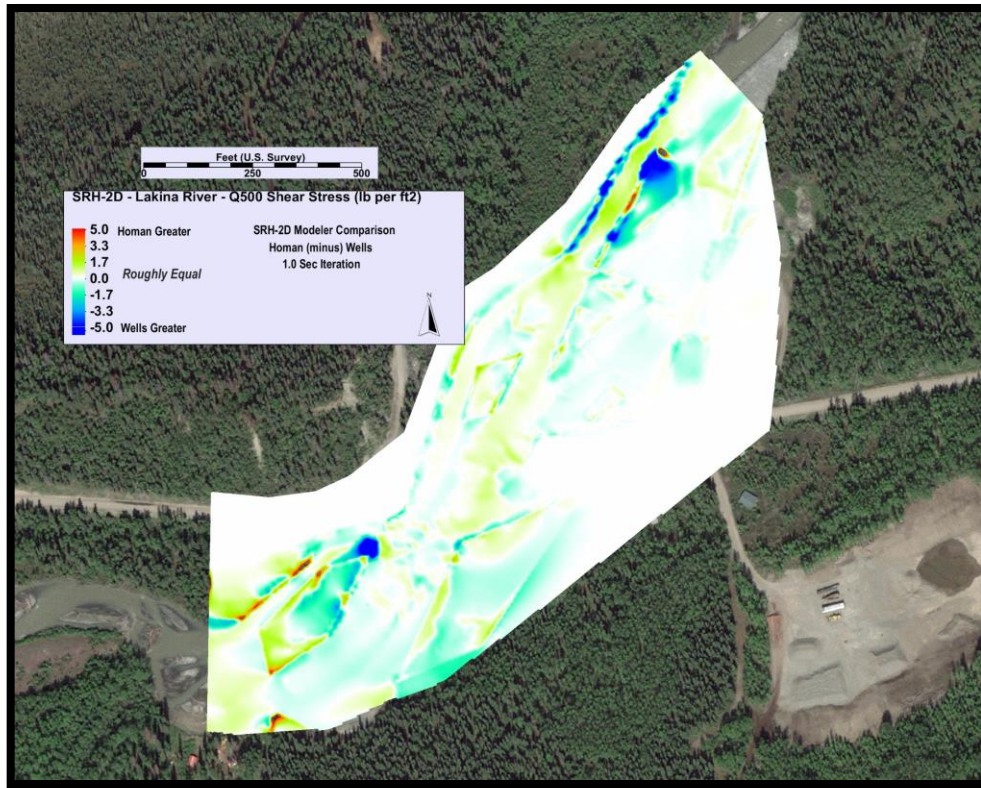 Feet (U.S. Survey)
0 250 500
SRH-2D - Lakina River - Q500 Shear Stress (lb per ft2)
5.0 Homan Greater
3.3
1.7
0.0 Roughly Equal
-1.7
-3.3
-5.0 Wells Greater
SRH-2D Modeler Comparison
Homan (minus) Wells
1.0 Sec Iteration
N